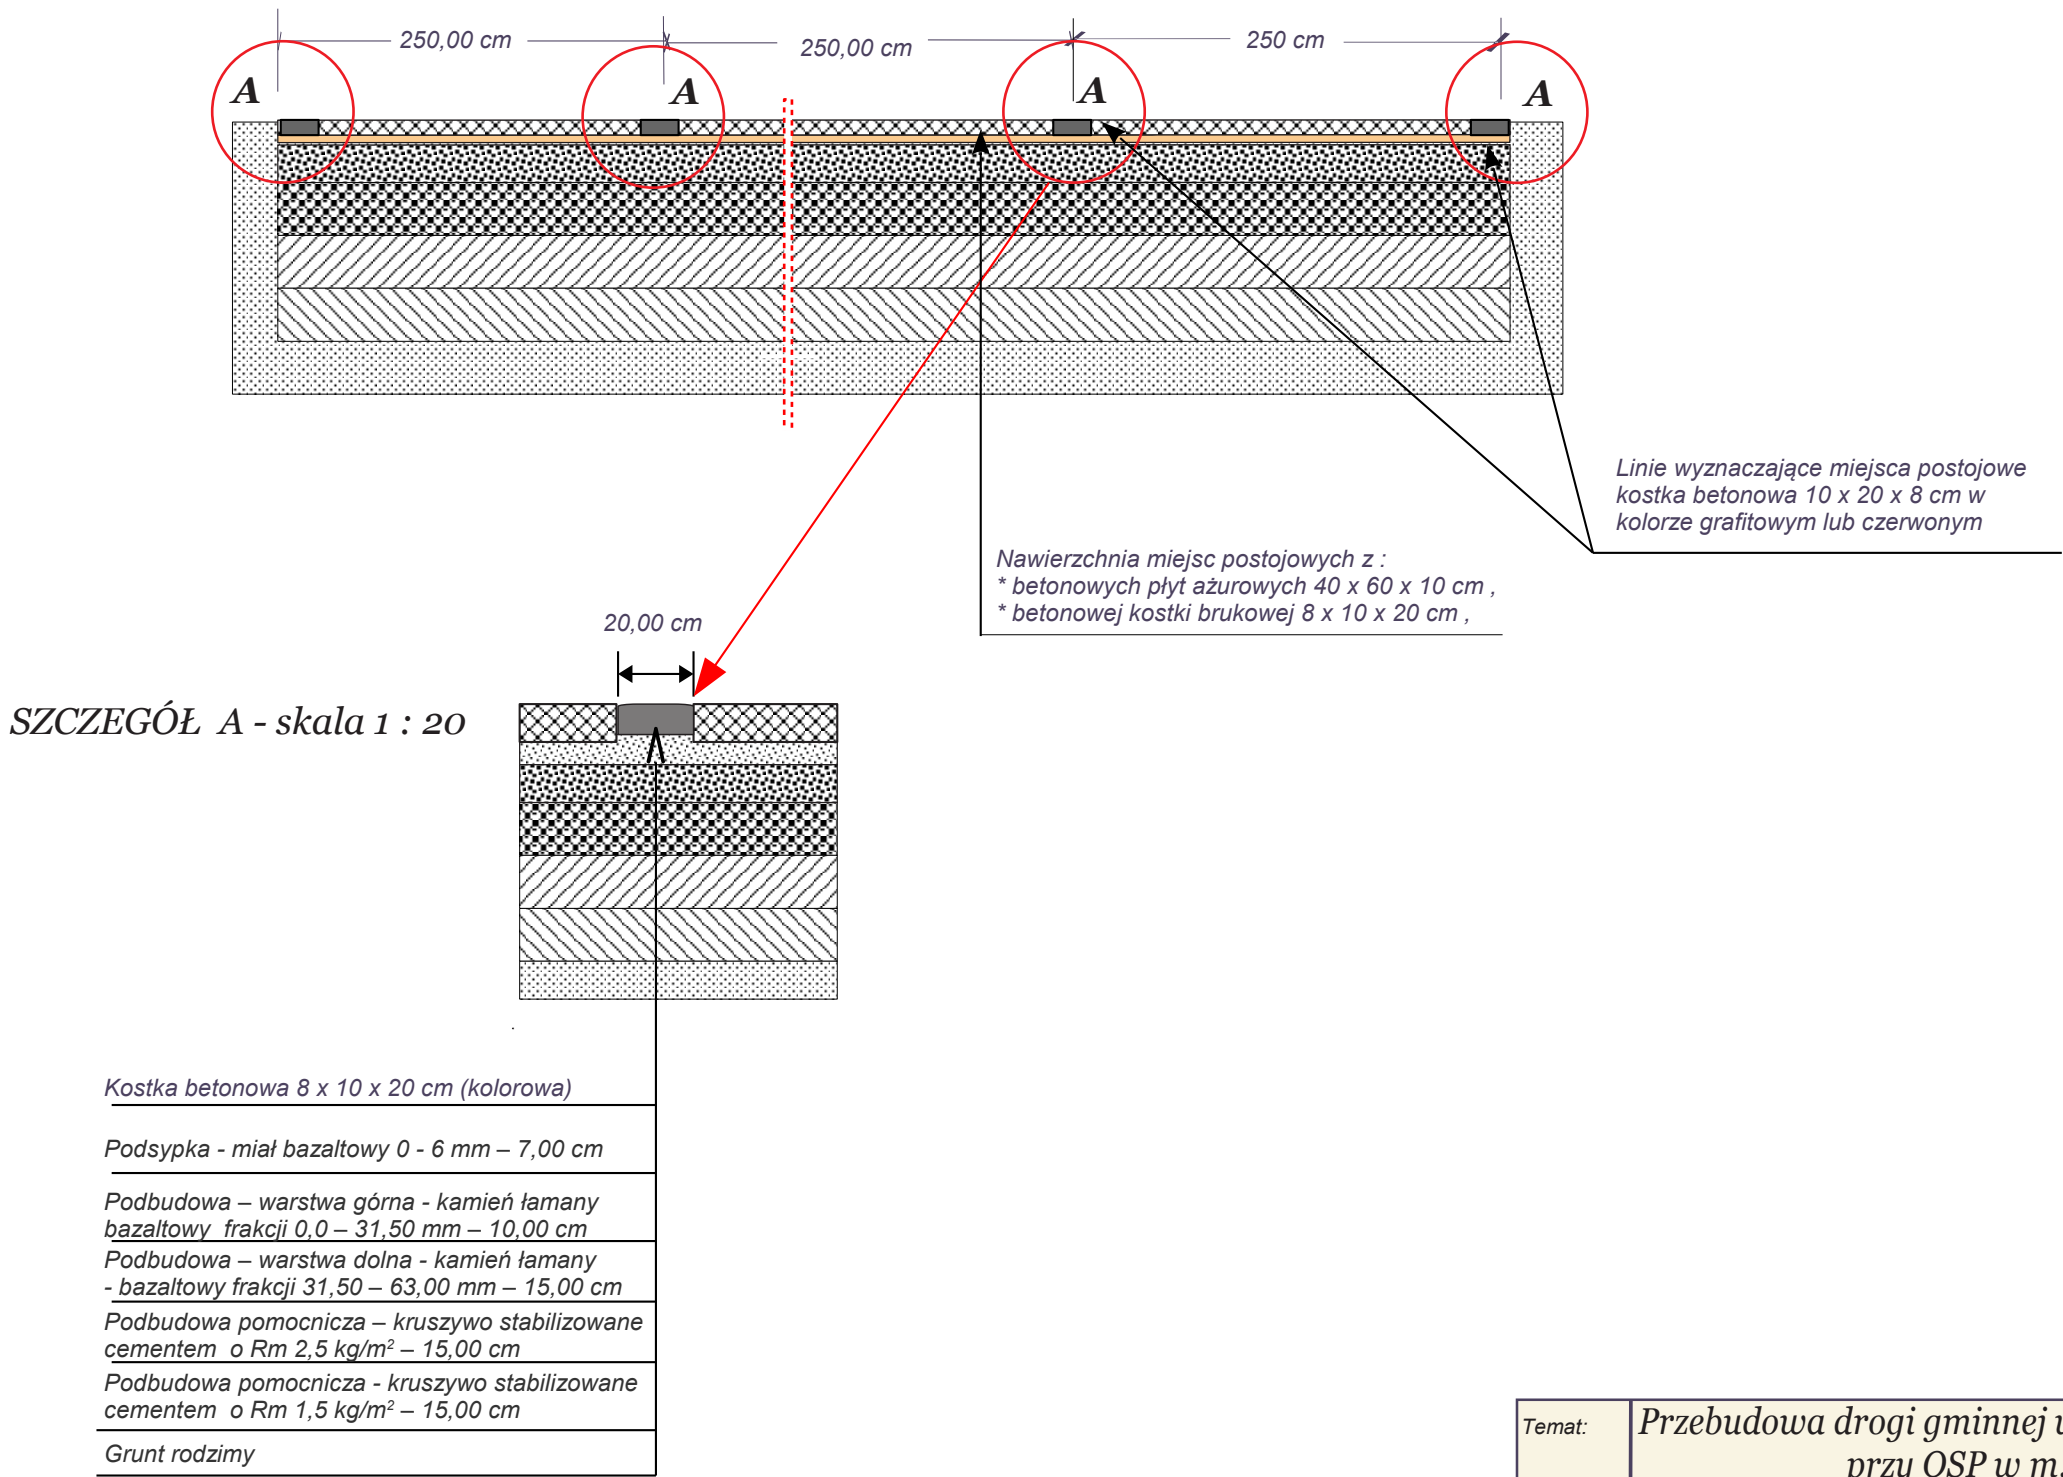 250,00 cm
250,00 cm
250 cm
A
A
A
A
Linie wyznaczające miejsca postojowe
kostka betonowa 10 x 20 x 8 cm w
kolorze grafitowym lub czerwonym
Nawierzchnia miejsc postojowych z :
* betonowych płyt ażurowych 40 x 60 x 10 cm ,
* betonowej kostki brukowej 8 x 10 x 20 cm ,
20,00 cm
SZCZEGÓŁ A - skala 1 : 20
Kostka betonowa 8 x 10 x 20 cm (kolorowa)
Podsypka - miał bazaltowy 0 - 6 mm – 7,00 cm
Podbudowa – warstwa górna - kamień łamany
bazaltowy frakcji 0,0 – 31,50 mm – 10,00 cm
Podbudowa – warstwa dolna - kamień łamany
- bazaltowy frakcji 31,50 – 63,00 mm – 15,00 cm
Podbudowa pomocnicza – kruszywo stabilizowane
cementem o Rm 2,5 kg/m² – 15,00 cm
Podbudowa pomocnicza - kruszywo stabilizowane
cementem o Rm 1,5 kg/m² – 15,00 cm
Grunt rodzimy
Temat:
Przebudowa drogi gminnej
przy OSP w m.